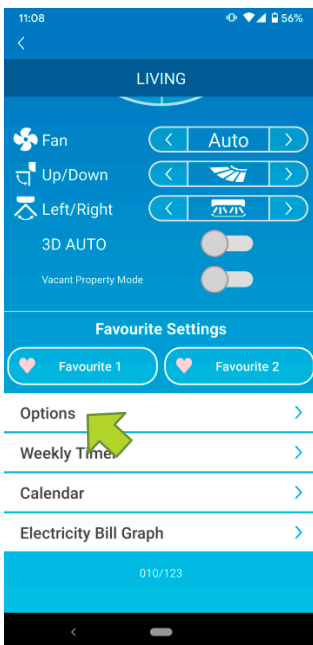 11:08 56%
LIVING
Fan Auto
Up/Down
Left/Right
3D AUTO
Vacant Property Mode
Favourite Settings
Favourite 1 Favourite 2
Options
Weekly Timer
Calendar
Electricity Bill Graph
010/123